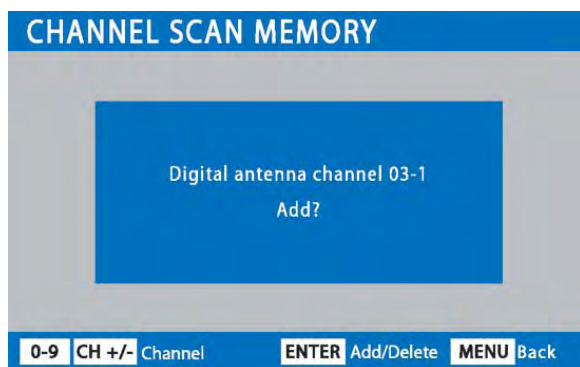 CHANNEL SCAN MEMORY
Digital antenna channel 03-1
Add?
0-9 CH +/- Channel ENTER Add/Delete MENU Back